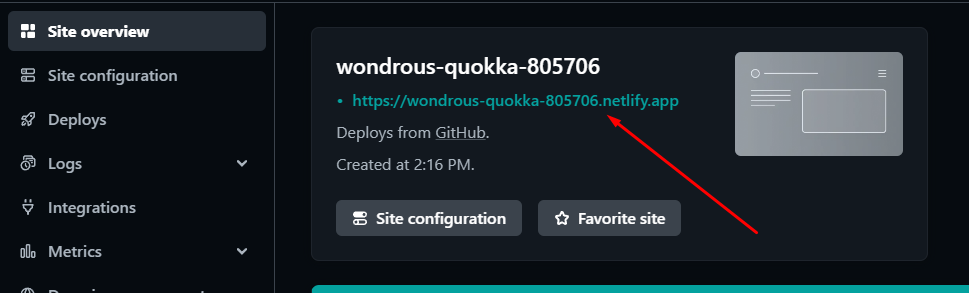 Site overview
Site configuration
Deploys
Logs
Integrations
Metrics
wondrous-quokka-805706
https://wondrous-quokka-805706.netlify.app
Deploys from GitHub.
Created at 2:16 PM.
Site configuration
Favorite site